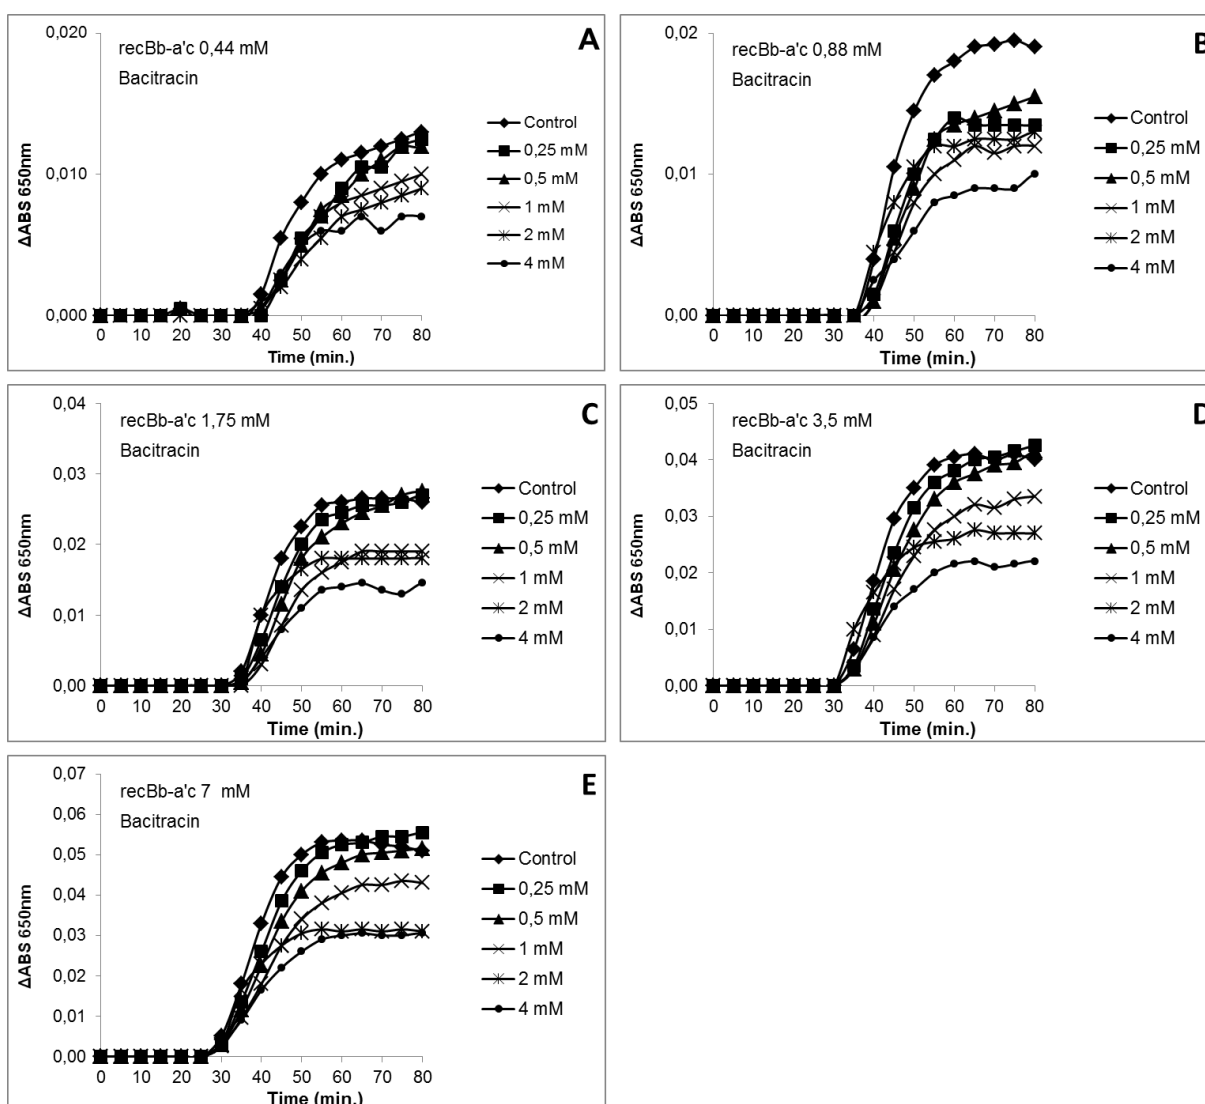 recBb-a'c 0,44 mM
A
Bacitracin
0,020
0,010
0,000
ΔABS 650nm
0 10 20 30 40 50 60 70 80
Time (min.)
Control
0,25 mM
0,5 mM
1 mM
2 mM
4 mM
recBb-a'c 0,88 mM
B
Bacitracin
0,02
0,01
0,00
ΔABS 650nm
0 10 20 30 40 50 60 70 80
Time (min.)
Control
0,25 mM
0,5 mM
1 mM
2 mM
4 mM
recBb-a'c 1,75 mM
C
Bacitracin
0,04
0,03
0,02
0,01
0,00
ΔABS 650nm
0 10 20 30 40 50 60 70 80
Time (min.)
Control
0,25 mM
0,5 mM
1 mM
2 mM
4 mM
recBb-a'c 3,5 mM
D
Bacitracin
0,05
0,04
0,03
0,02
0,01
0,00
ΔABS 650nm
0 10 20 30 40 50 60 70 80
Time (min.)
Control
0,25 mM
0,5 mM
1 mM
2 mM
4 mM
recBb-a'c 7 mM
E
Bacitracin
0,07
0,06
0,05
0,04
0,03
0,02
0,01
0,00
ΔABS 650nm
0 10 20 30 40 50 60 70 80
Time (min.)
Control
0,25 mM
0,5 mM
1 mM
2 mM
4 mM